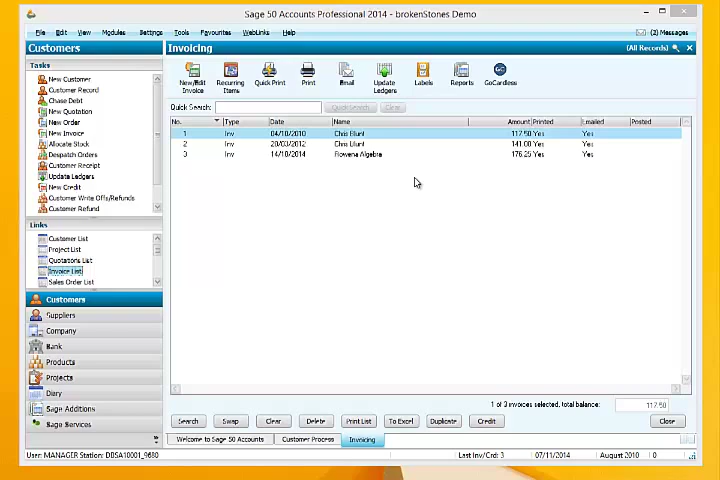 Sage 50 Accounts Professional 2014 - brokenStones Demo
File Edit View Modules Settings Tools Favourites WebLinks Help (2) Messages
Customers
Invoicing
(All Records)
Tasks
New Customer
Customer Record
Chase Debt
New Quotation
New Order
New Invoice
Allocate Stock
Despatch Orders
Customer Receipt
Update Ledgers
New Credit
Customer Write Offs/Refunds
Customer Refund
New/Edit Invoice
Recurring Items
Quick Print
Print
Email
Update Ledgers
Labels
Reports
GoCardless
Quick Search: Quick Search Clear
No. Type Date Name Amount Printed Emailed Posted
1 Inv 04/10/2010 Chris Blunt 117.50 Yes Yes
2 Inv 20/03/2012 Chris Blunt 141.00 Yes Yes
3 Inv 14/10/2014 Rowena Algebra 176.25 Yes Yes
Links
Customer List
Project List
Quotations List
Invoice List
Sales Order List
Customers
Suppliers
Company
Bank
Products
Projects
Diary
Sage Additions
Sage Services
1 of 3 invoices selected, total balance: 117.50
Search Swap Clear Delete Print List To Excel Duplicate Credit Close
Welcome to Sage 50 Accounts Customer Process Invoicing
User: MANAGER Station: DBSA10001_9680 Last Inv/Crd: 3 07/11/2014 August 2010 0